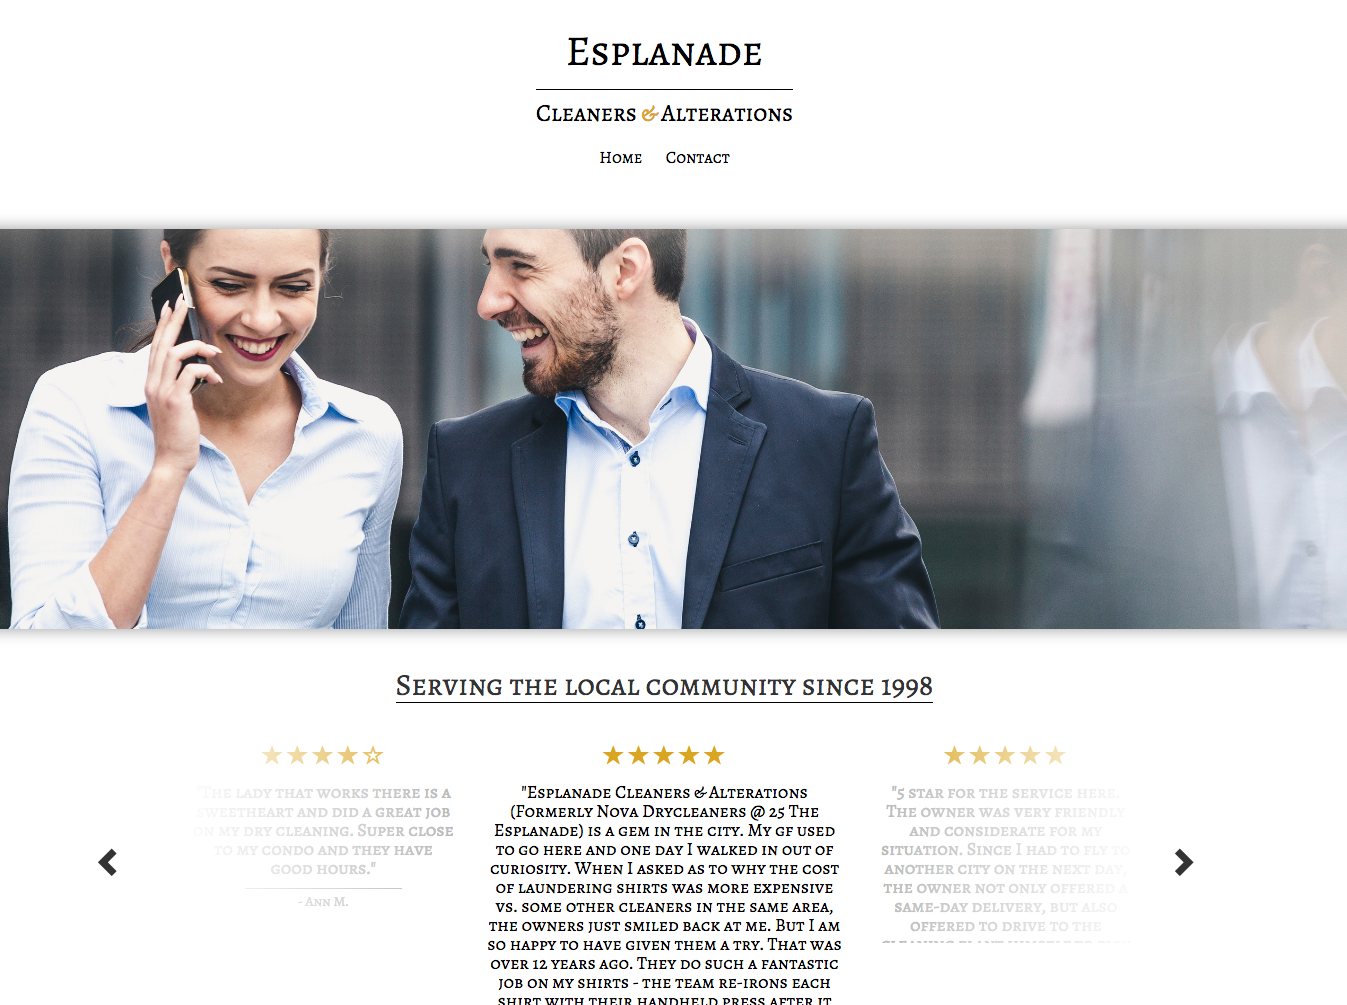 Esplanade
Cleaners & Alterations
Home Contact
Serving the local community since 1998
"The lady that works there is a
sweetheart and did a great job
on my dry cleaning. Super close
to my condo and they have
good hours."
- Ann M.
"Esplanade Cleaners & Alterations
(Formerly Nova Drycleaners @ 25 The
Esplanade) is a gem in the city. My gf used
to go here and one day I walked in out of
curiosity. When I asked as to why the cost
of laundering shirts was more expensive
vs. some other cleaners in the same area,
the owners just smiled back at me. But I am
so happy to have given them a try. That was
over 12 years ago. They do such a fantastic
job on my shirts - the team re-irons each
shirt with their handheld press after it
"5 star for the service here.
The owner was very friendly
and considerate for my
situation. Since I had to fly to
another city on the next day,
the owner not only offered a
same-day delivery, but also
offered to drive to the
cleaning plant